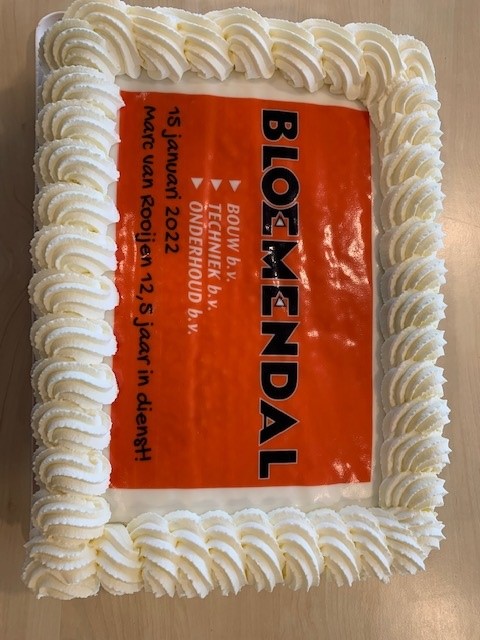 BLOEMENDAL
BOUW b.v.
TECHNIEK b.v.
ONDERHOUD b.v.
15 januari 2022
Marc van Rooijen 12,5 jaar in dienst!